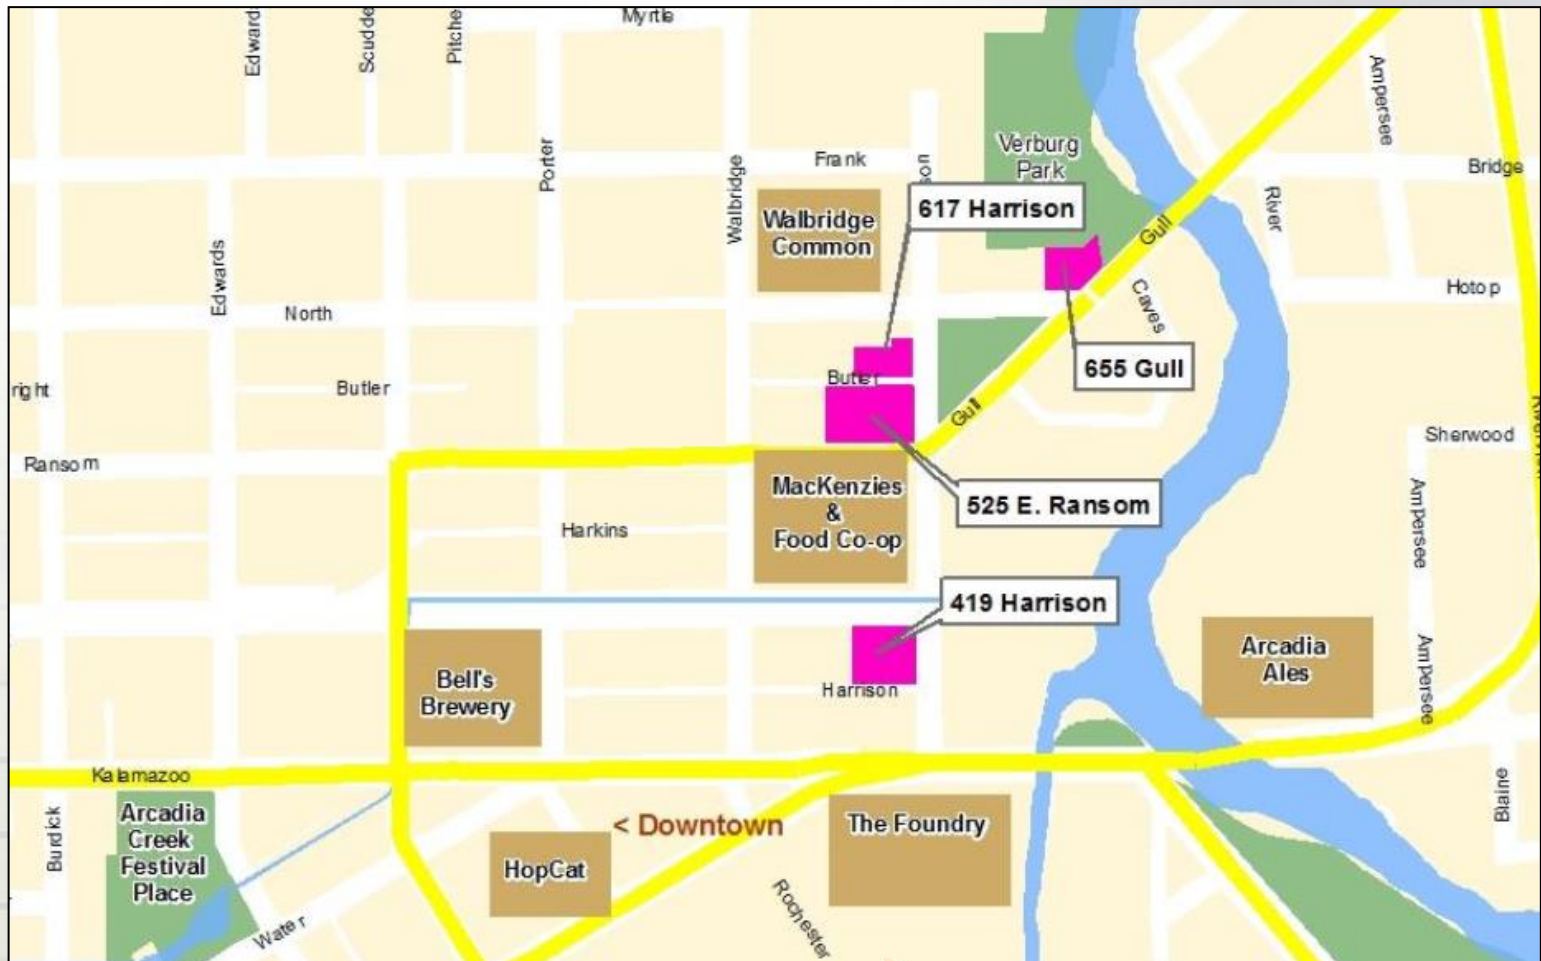 Myrtle
Edward
Scudde
Pitche
Ampersee
Porter
Frank
son
Verburg
Park
Bridge
Walbridge
Walbridge
Common
617 Harrison
River
Gull
Edwards
North
Caves
Hotop
655 Gull
right
Butler
Butler
Gull
Ransom
Sherwood
MacKenzies
&
Food Co-op
525 E. Ransom
Ampersee
Harkins
419 Harrison
Bell's
Brewery
Harrison
Arcadia
Ales
Ampersee
Kalamazoo
Blaine
Burdick
Arcadia
Creek
Festival
Place
< Downtown
The Foundry
HopCat
Rochester
Water